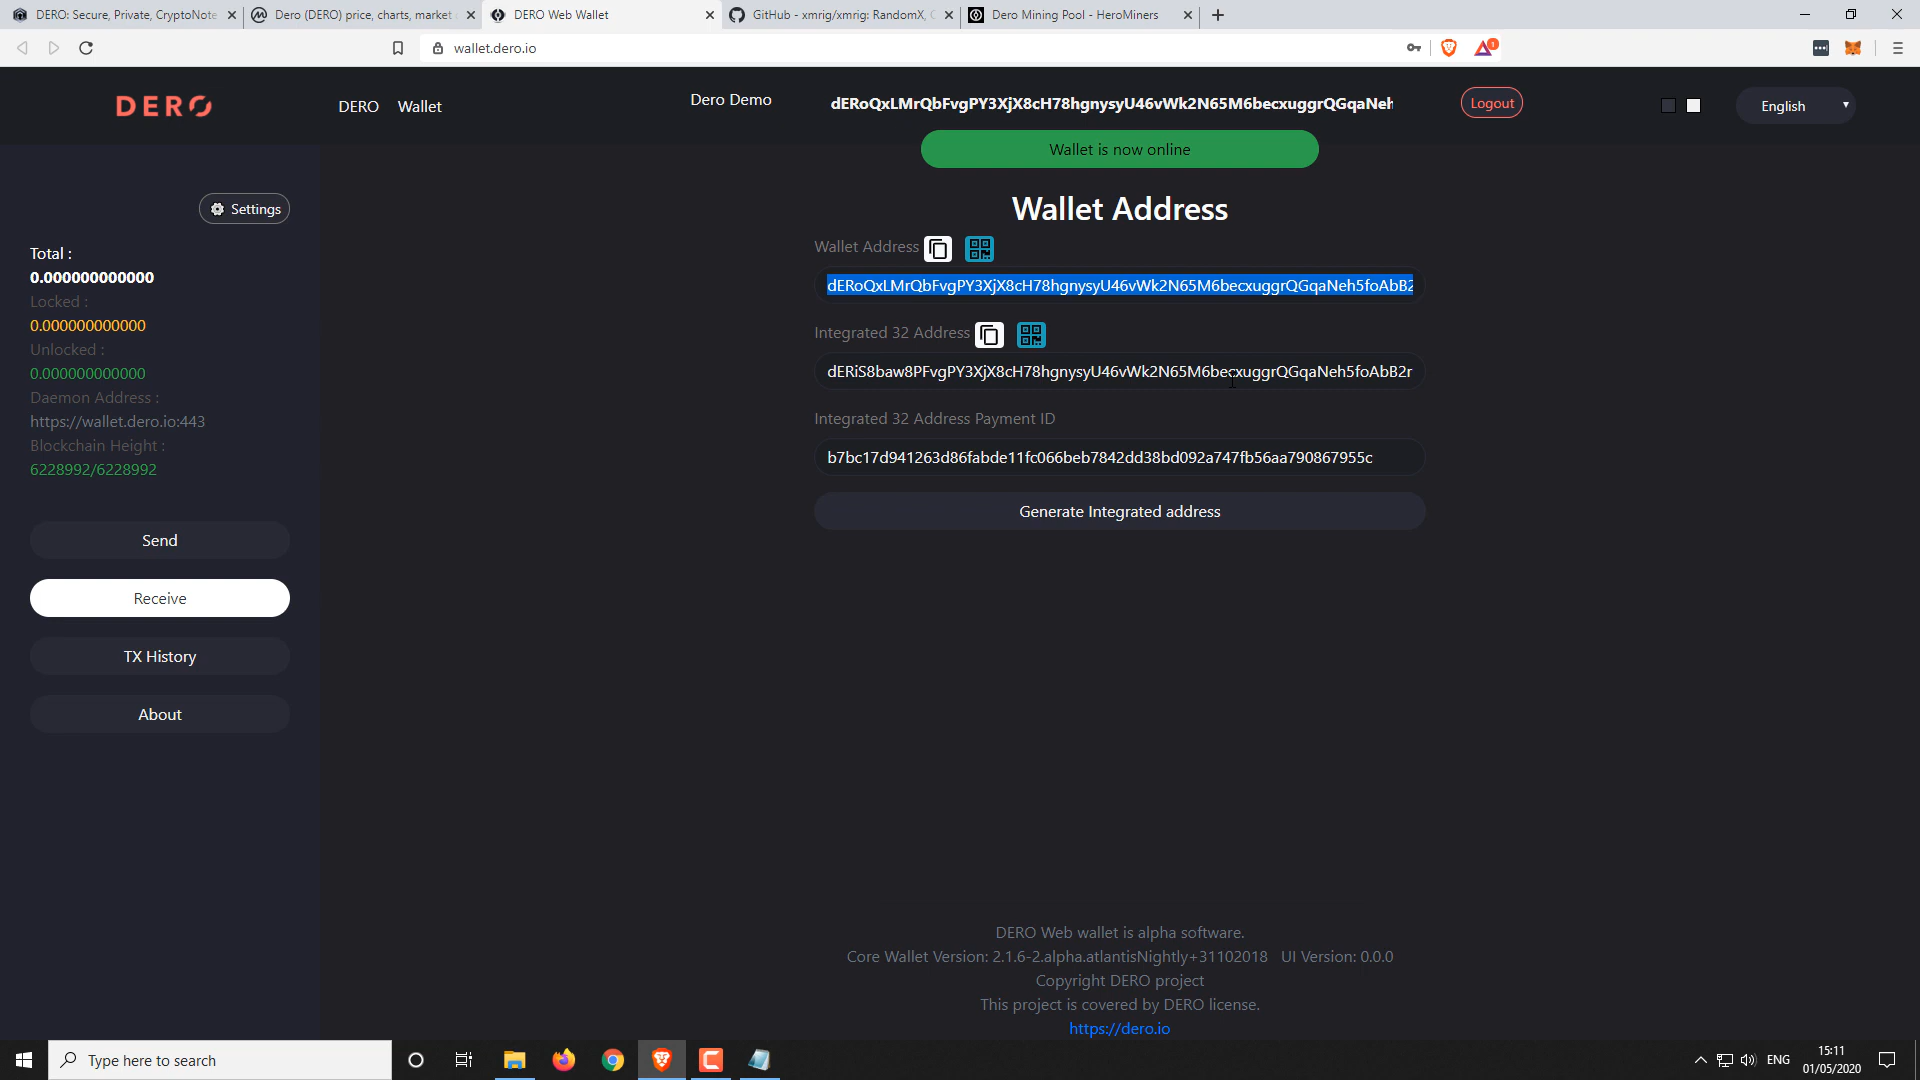 DERO: Secure, Private, CryptoNote
Dero (DERO) price, charts, market
DERO Web Wallet
GitHub - xmrig/xmrig: RandomX,
Dero Mining Pool - HeroMiners
wallet.dero.io
1
DERO
DERO
Wallet
Dero Demo
dERoQxLMrQbFvgPY3XjX8cH78hgnysyU46vWk2N65M6becxuggrQGqaNeh
Logout
English
Wallet is now online
Settings
Total :
0.000000000000
Locked :
0.000000000000
Unlocked :
0.000000000000
Daemon Address :
https://wallet.dero.io:443
Blockchain Height :
6228992/6228992
Send
Receive
TX History
About
Wallet Address
Wallet Address
dERoQxLMrQbFvgPY3XjX8cH78hgnysyU46vWk2N65M6becxuggrQGqaNeh5foAbB2
Integrated 32 Address
dERiS8baw8PFvgPY3XjX8cH78hgnysyU46vWk2N65M6becxuggrQGqaNeh5foAbB2r
Integrated 32 Address Payment ID
b7bc17d941263d86fabde11fc066beb7842dd38bd092a747fb56aa790867955c
Generate Integrated address
DERO Web wallet is alpha software.
Core Wallet Version: 2.1.6-2.alpha.atlantisNightly+31102018 UI Version: 0.0.0
Copyright DERO project
This project is covered by DERO license.
https://dero.io
Type here to search
ENG
15:11
01/05/2020